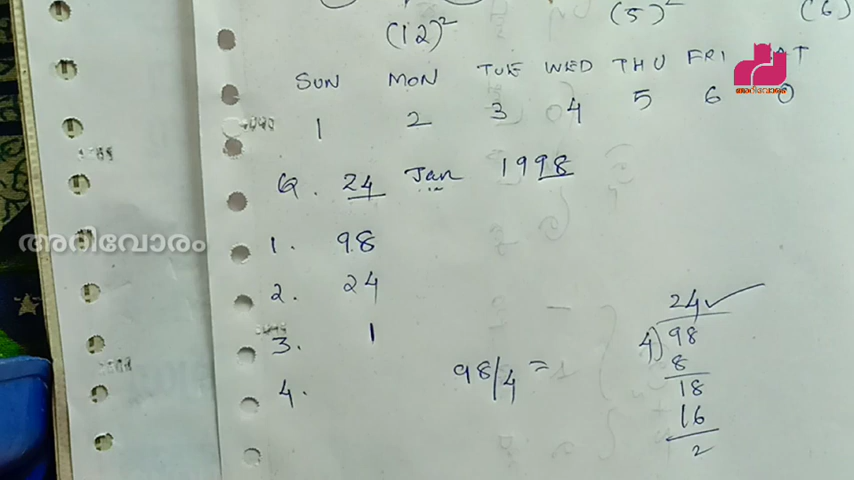 (12)² (5)² (6)
SUN MON TUE WED THU FRI AT
1 2 3 4 5 6 0
അറിവോരം
Q. 24 Jan 1998
അറിവോരം
1. 98
2. 24
3. 1
4.
98/4 =
24 ✓
4)98
8
18
16
2